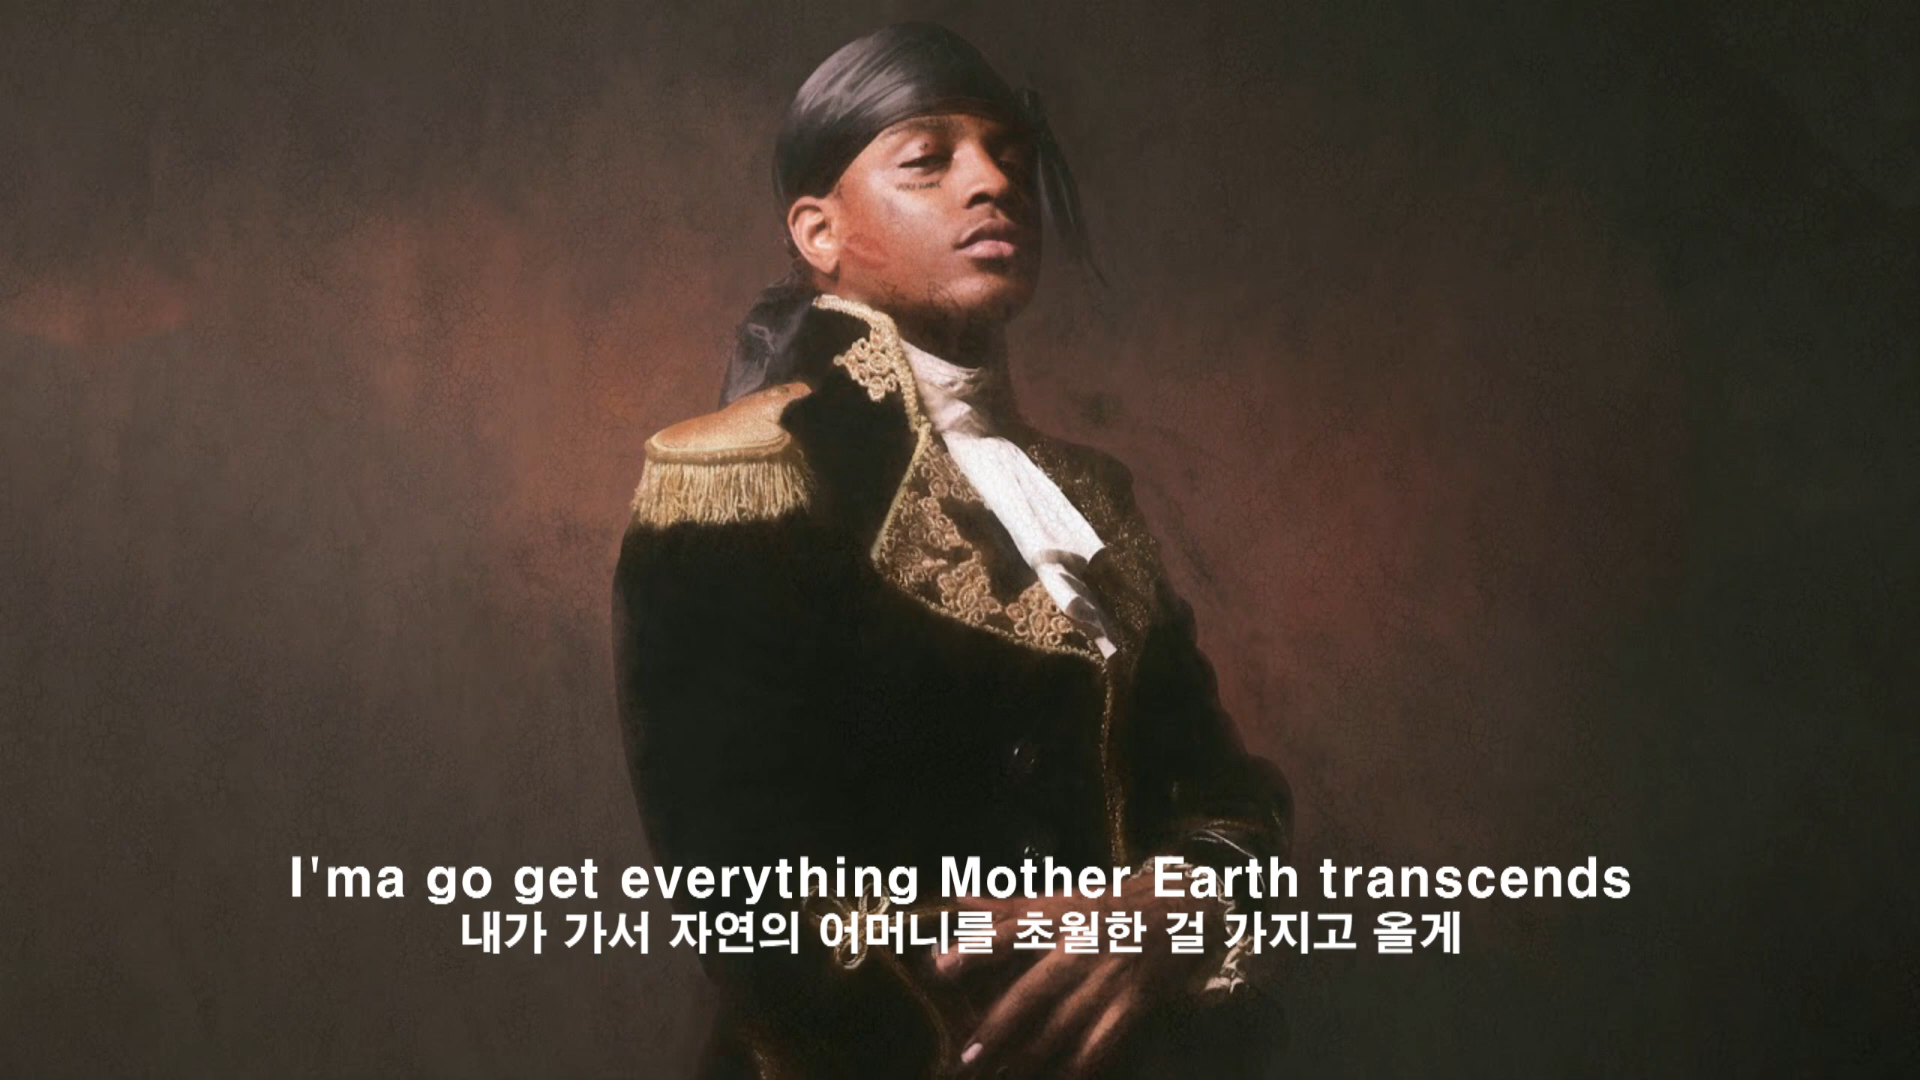 I'ma go get everything Mother Earth transcends
내가 가서 자연의 어머니를 초월한 걸 가지고 올게